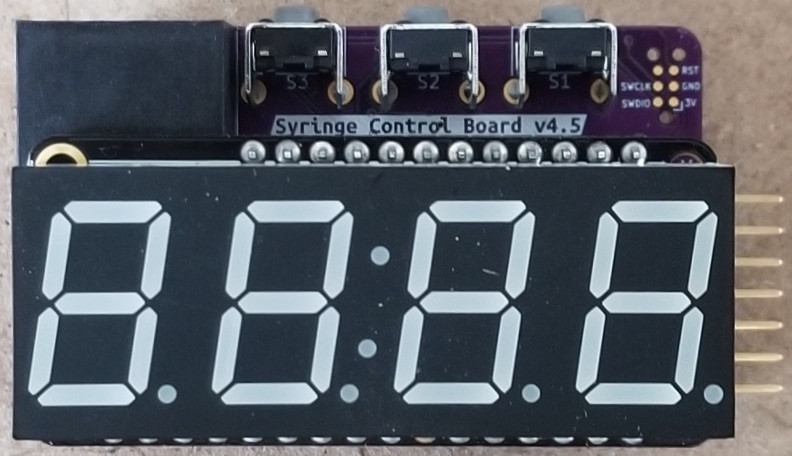 S3 S2 S1
RST
SWCLK GND
SWDIO 3V
Syringe Control Board v4.5